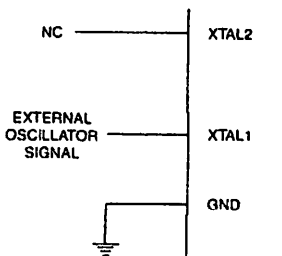 NC
XTAL2
EXTERNAL
OSCILLATOR
SIGNAL
XTAL1
GND